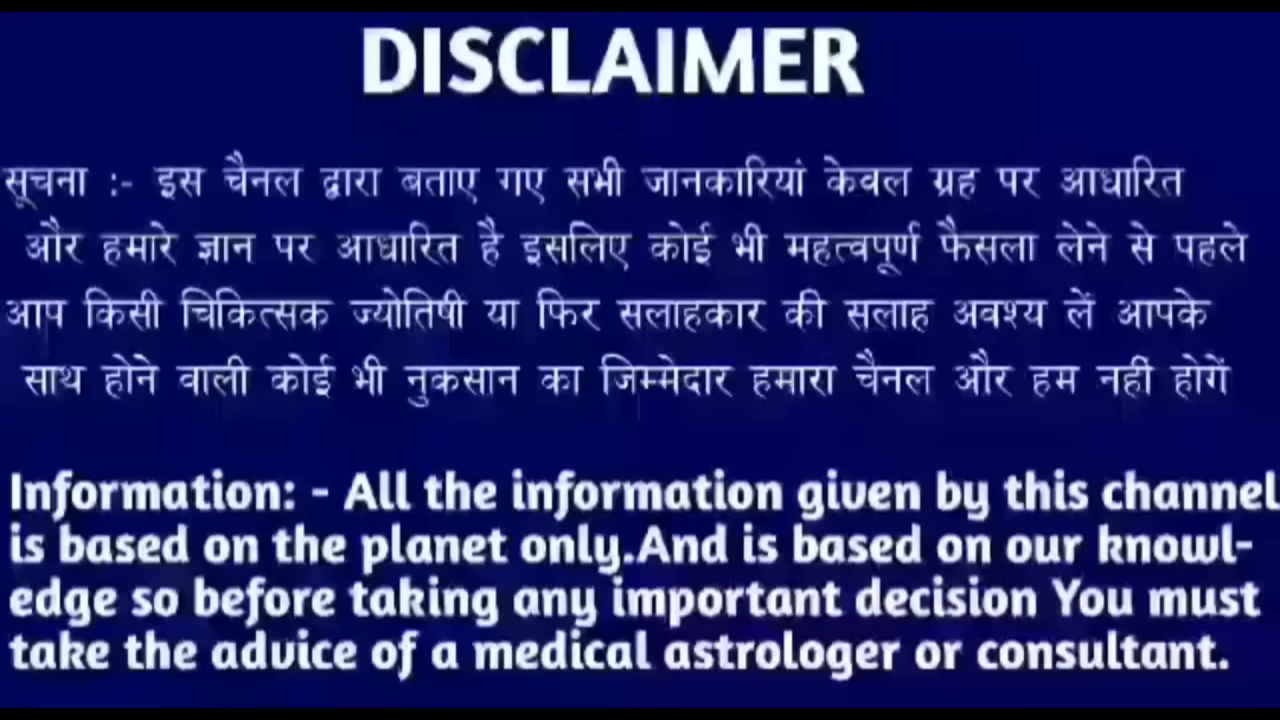 DISCLAIMER
सूचना :- इस चैनल द्वारा बताए गए सभी जानकारियां केवल ग्रह पर आधारित
और हमारे ज्ञान पर आधारित है इसलिए कोई भी महत्वपूर्ण फैसला लेने से पहले
आप किसी चिकित्सक ज्योतिषी या फिर सलाहकार की सलाह अवश्य लें आपके
साथ होने वाली कोई भी नुकसान का जिम्मेदार हमारा चैनल और हम नहीं होगें
Information: - All the information given by this channel
is based on the planet only.And is based on our knowl-
edge so before taking any important decision You must
take the advice of a medical astrologer or consultant.